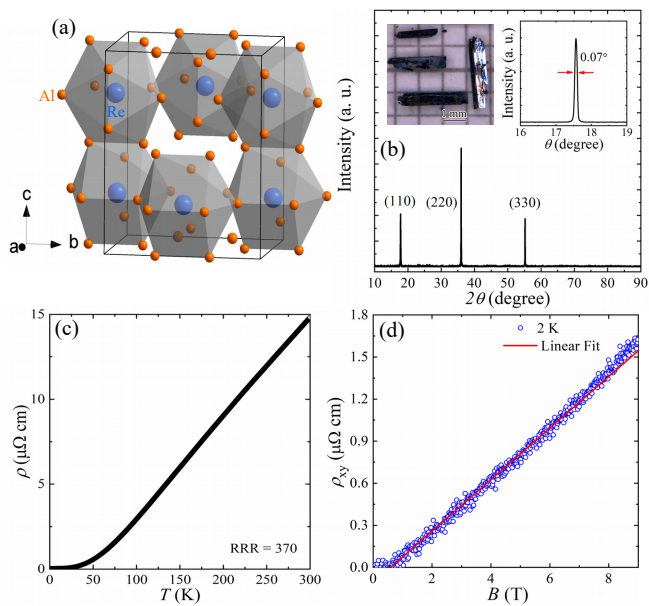 (a)
Al
Re
c
a
b
(b)
1 mm
Intensity (a. u.)
0.07°
16 17 18 19
θ (degree)
Intensity (a. u.)
(110)
(220)
(330)
10 20 30 40 50 60 70 80 90
2θ (degree)
(c)
15
10
5
0
ρ (μΩ cm)
RRR = 370
0 50 100 150 200 250 300
T (K)
(d)
2 K
Linear Fit
1.8
1.5
1.2
0.9
0.6
0.3
0.0
ρxy (μΩ cm)
0 2 4 6 8
B (T)